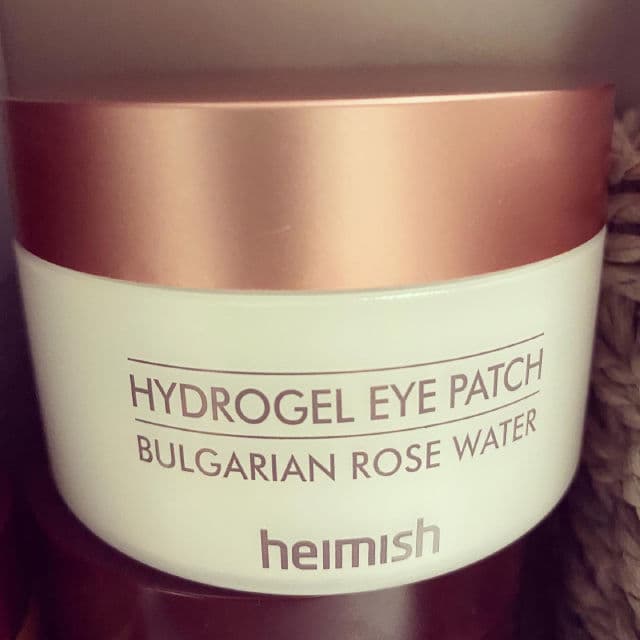 HYDROGEL EYE PATCH
BULGARIAN ROSE WATER
heimish